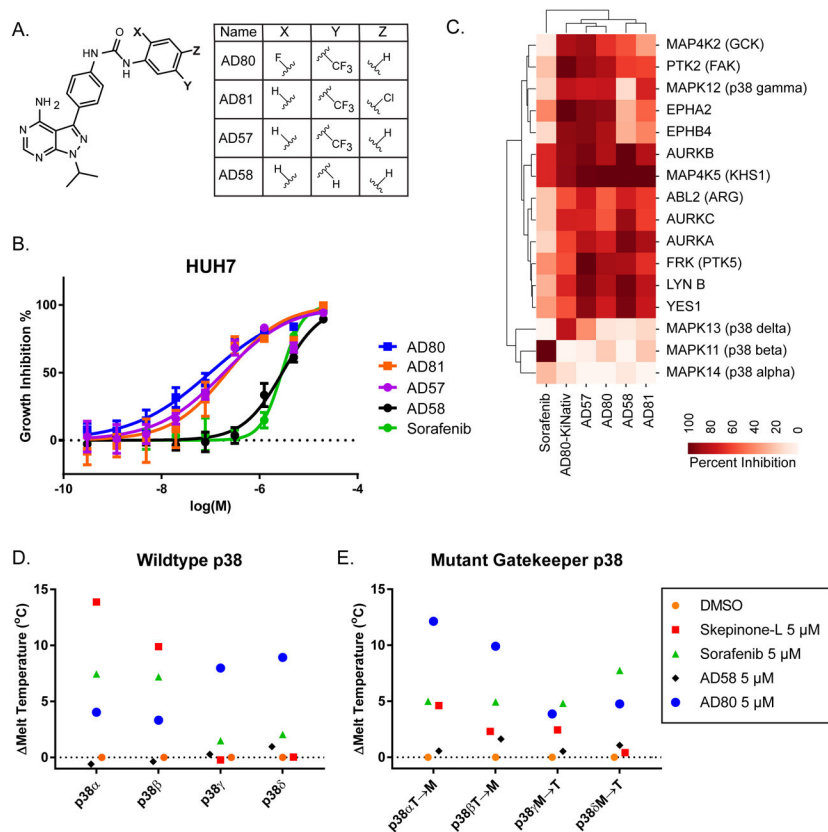 A.
X
O
NH
N
H
Z
Y
NH2
N
N
N
N
Name X Y Z
AD80 F CF3 H
AD81 H CF3 Cl
AD57 H CF3 H
AD58 H H H
B.
HUH7
Growth Inhibition %
100
50
0
-10 -8 -6 -4
log(M)
AD80
AD81
AD57
AD58
Sorafenib
C.
MAP4K2 (GCK)
PTK2 (FAK)
MAPK12 (p38 gamma)
EPHA2
EPHB4
AURKB
MAP4K5 (KHS1)
ABL2 (ARG)
AURKC
AURKA
FRK (PTK5)
LYN B
YES1
MAPK13 (p38 delta)
MAPK11 (p38 beta)
MAPK14 (p38 alpha)
Sorafenib
AD80-KiNativ
AD57
AD80
AD58
AD81
100 80 60 40 20 0
Percent Inhibition
D.
Wildtype p38
ΔMelt Temperature (°C)
15
10
5
0
p38α
p38β
p38γ
p38δ
E.
Mutant Gatekeeper p38
ΔMelt Temperature (°C)
15
10
5
0
p38αT→M
p38βT→M
p38γM→T
p38δM→T
DMSO
Skepinone-L 5 µM
Sorafenib 5 µM
AD58 5 µM
AD80 5 µM